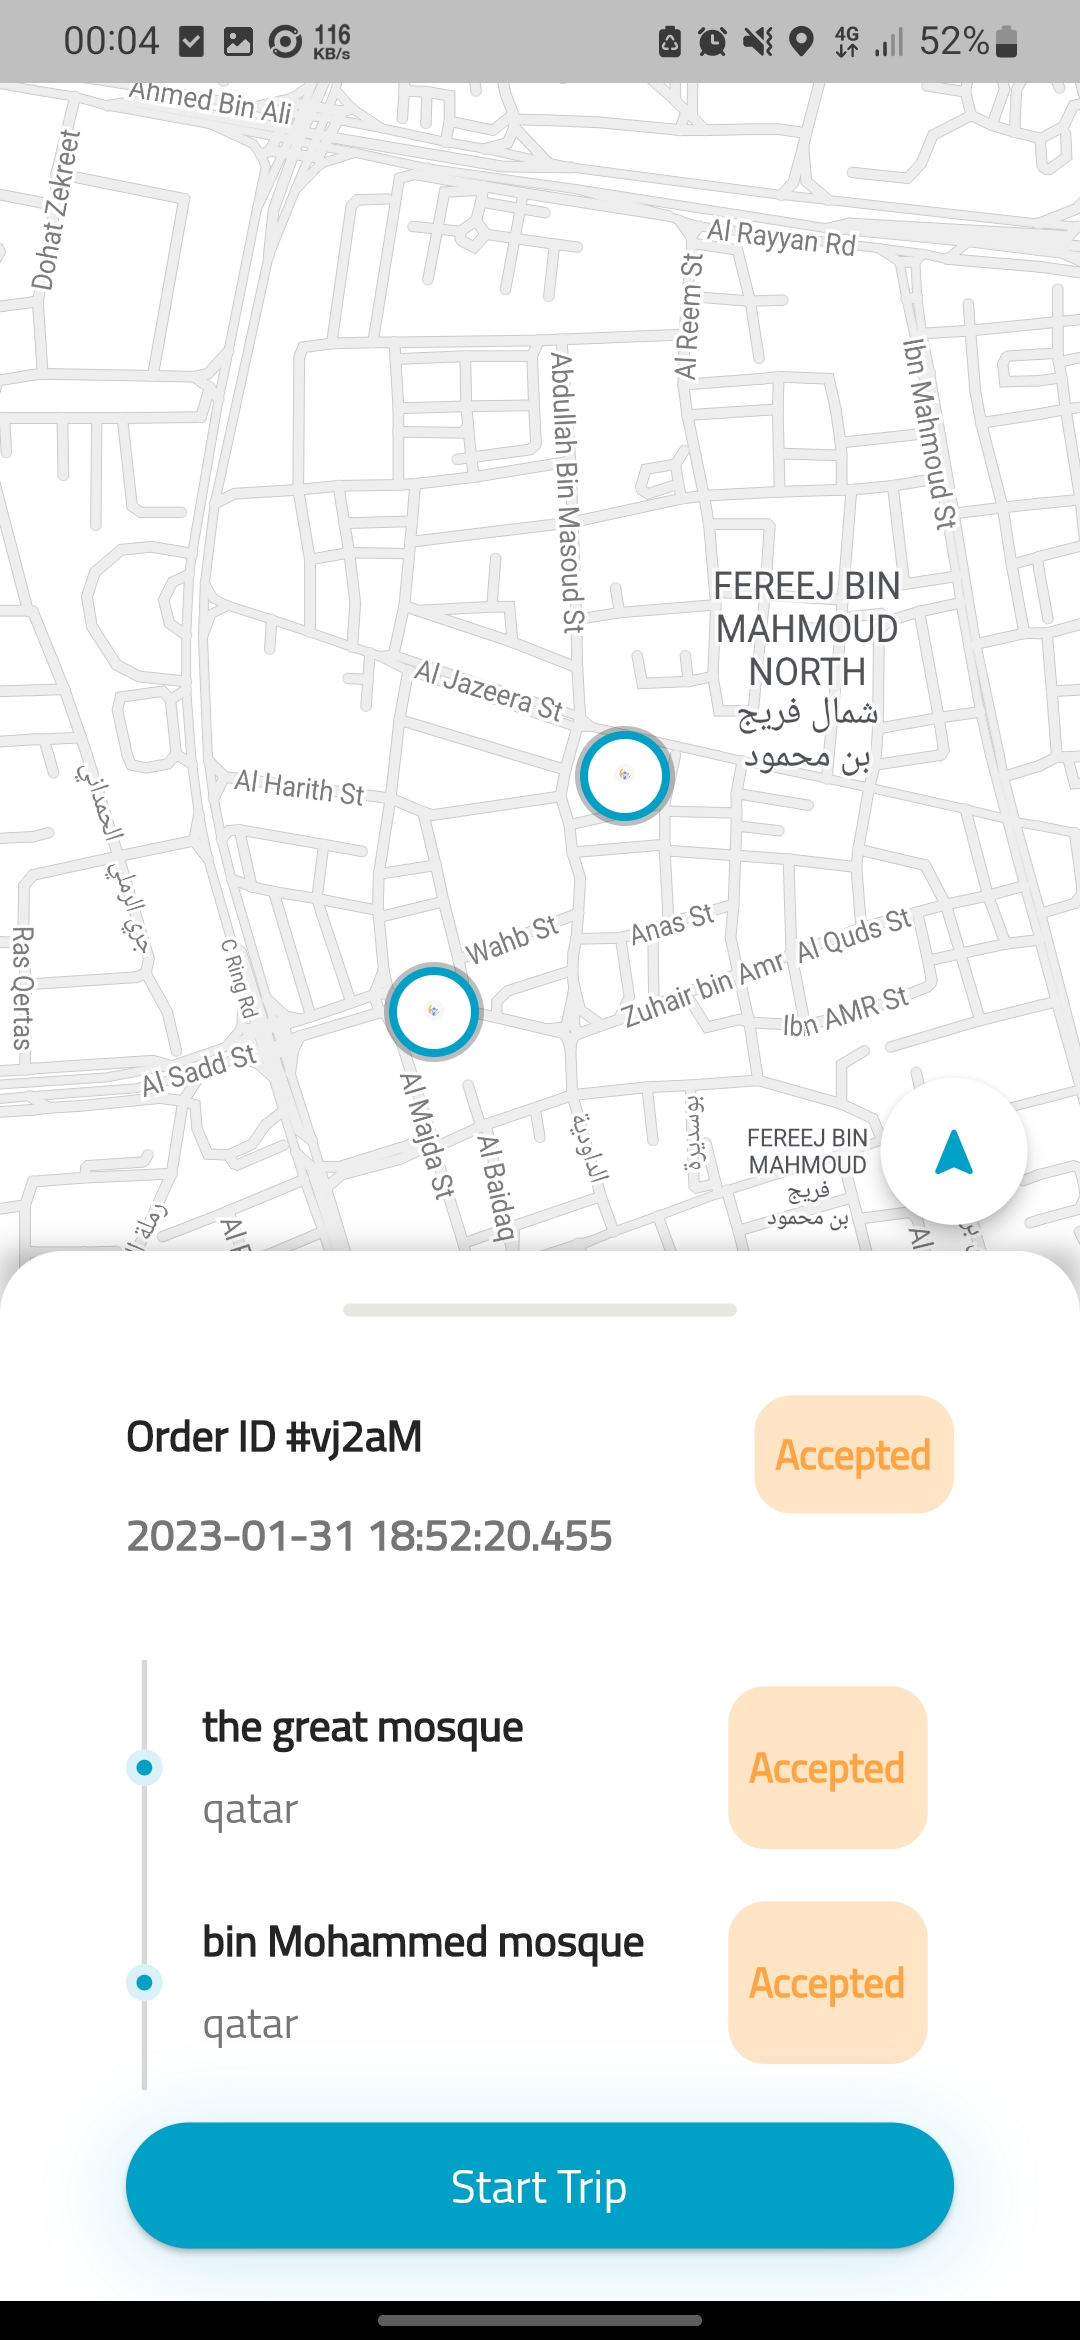 00:04
116
KB/s
4G
52%
Ahmed Bin Ali
Dohat Zekreet
Al Rayyan Rd
Al Reem St
Ibn Mahmoud St
Abdullah Bin Masoud St
FEREEJ BIN
MAHMOUD
NORTH
شمال فريج
بن محمود
Al Jazeera St
Al Harith St
الحمداني
جري الرملي
Ras Qertas
C Ring Rd
Wahb St
Anas St
Al Quds St
Zuhair bin Amr
Ibn AMR St
Al Sadd St
Al Majda St
Al Baidaq
الداودية
FEREEJ BIN
MAHMOUD
فريج
بن محمود
رملة
Al
Order ID #vj2aM
Accepted
2023-01-31 18:52:20.455
the great mosque
qatar
Accepted
bin Mohammed mosque
qatar
Accepted
Start Trip